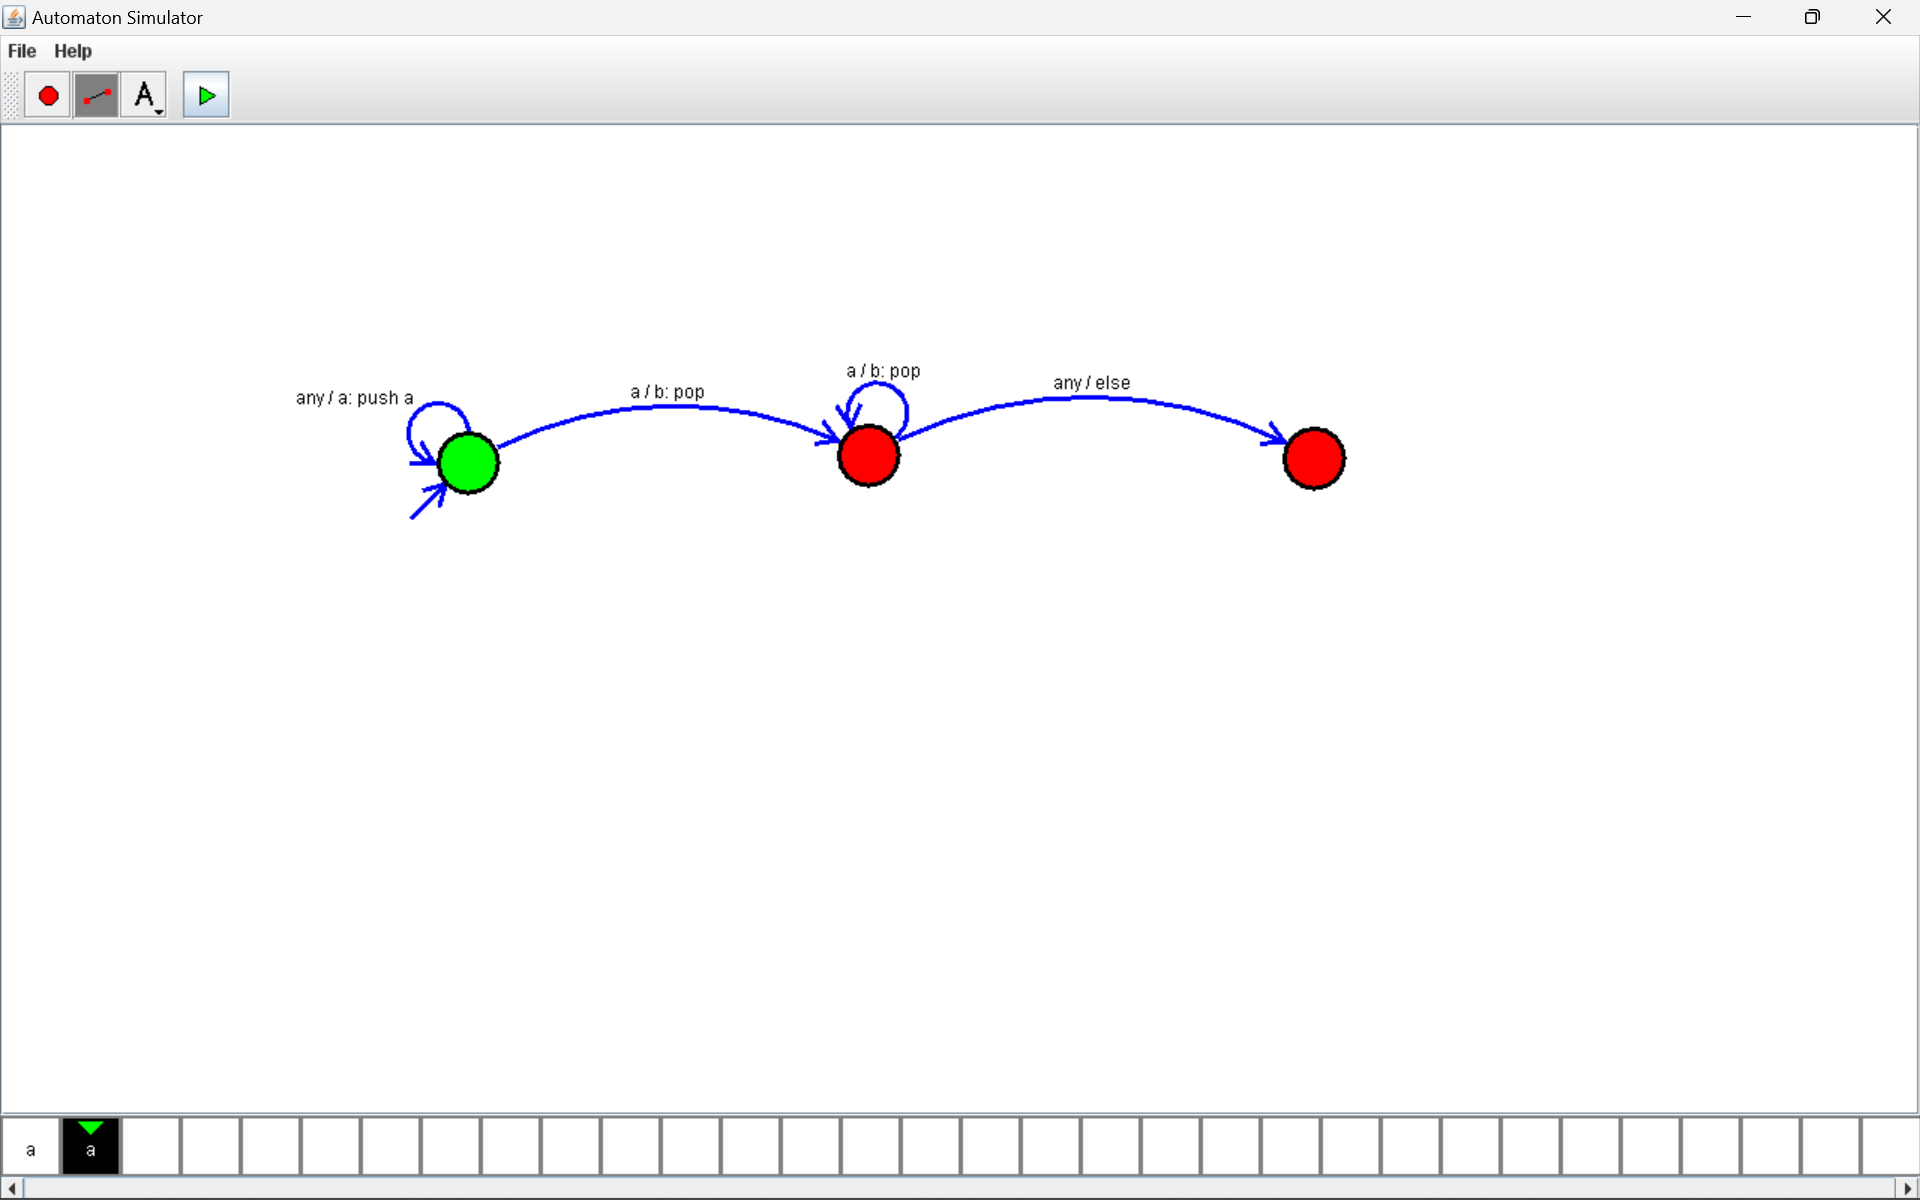 Automaton Simulator
File Help
A
a / b: pop
any / else
a / b: pop
any / a: push a
a a